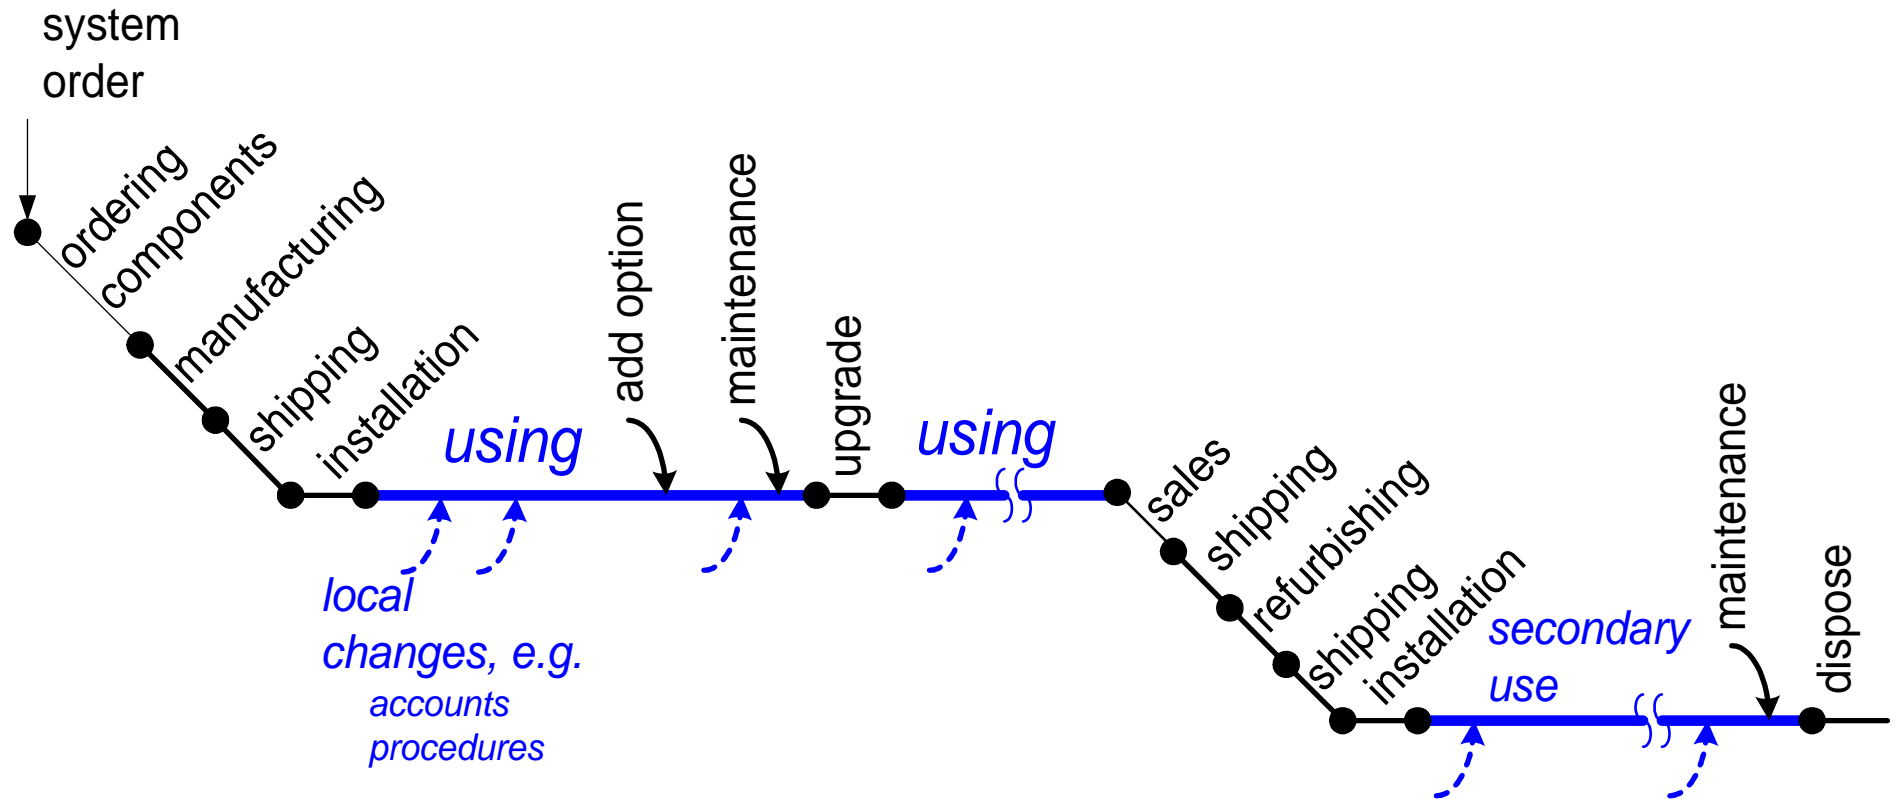 system
order
ordering
components
manufacturing
shipping
installation
using
add option
maintenance
upgrade
using
local
changes, e.g.
accounts
procedures
sales
shipping
refurbishing
shipping
installation
secondary
use
maintenance
dispose